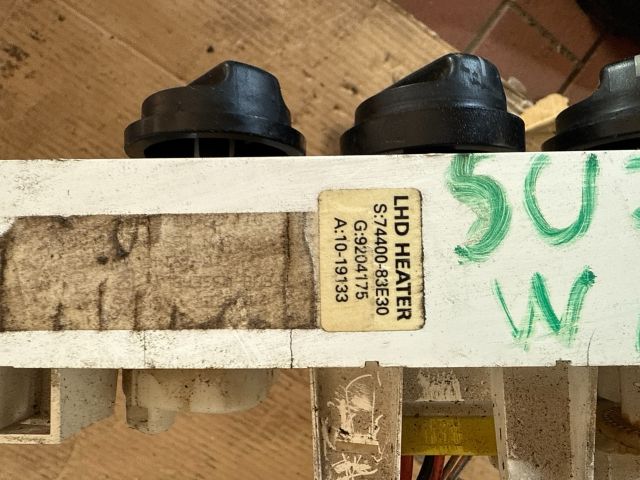 LHD HEATER
S:74400-83E30
G:9204175
A:10-19133
SU
W